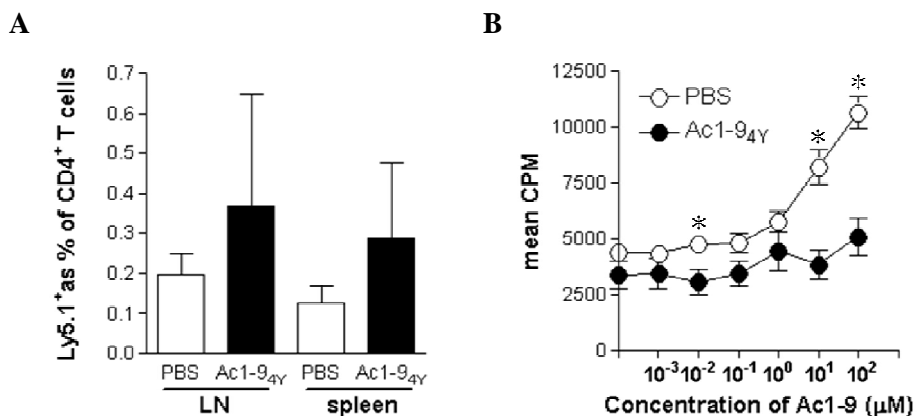 A
Ly5.1⁺as % of CD4⁺ T cells
0.7
0.6
0.5
0.4
0.3
0.2
0.1
0.0
PBS Ac1-9₄Y PBS Ac1-9₄Y
LN spleen
B
mean CPM
12500
10000
7500
5000
2500
0
PBS
Ac1-9₄Y
*
*
*
10⁻³ 10⁻² 10⁻¹ 10⁰ 10¹ 10²
Concentration of Ac1-9 (μM)